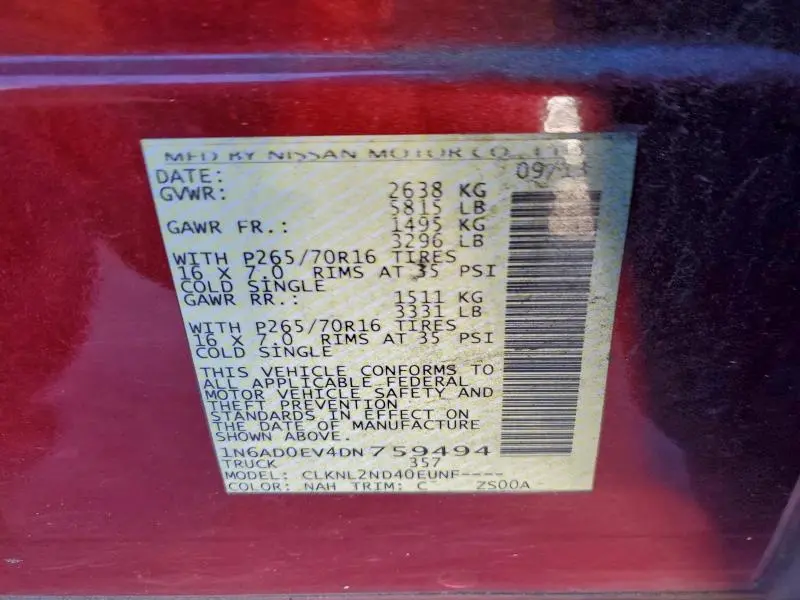 MFD BY NISSAN MOTOR CO., LTD
DATE: 09/13
GVWR: 2638 KG
5815 LB
GAWR FR.: 1495 KG
3296 LB
WITH P265/70R16 TIRES
16 X 7.0 RIMS AT 35 PSI
COLD SINGLE
GAWR RR.: 1511 KG
3331 LB
WITH P265/70R16 TIRES
16 X 7.0 RIMS AT 35 PSI
COLD SINGLE
THIS VEHICLE CONFORMS TO
ALL APPLICABLE FEDERAL
MOTOR VEHICLE SAFETY AND
THEFT PREVENTION
STANDARDS IN EFFECT ON
THE DATE OF MANUFACTURE
SHOWN ABOVE.
1N6AD0EV4DN759494
TRUCK 357
MODEL: CLKNL2ND40EUNF----
COLOR: NAH TRIM: C ZS00A